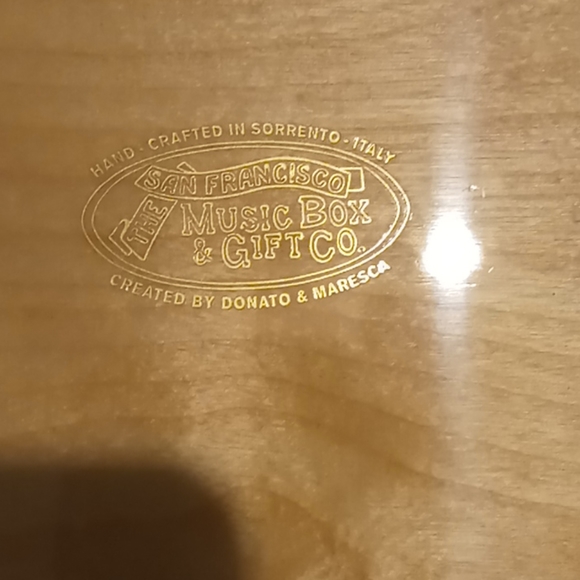 HAND - CRAFTED IN SORRENTO - ITALY
THE
SAN FRANCISCO
MUSIC BOX
& GIFT CO.
CREATED BY DONATO & MARESCA